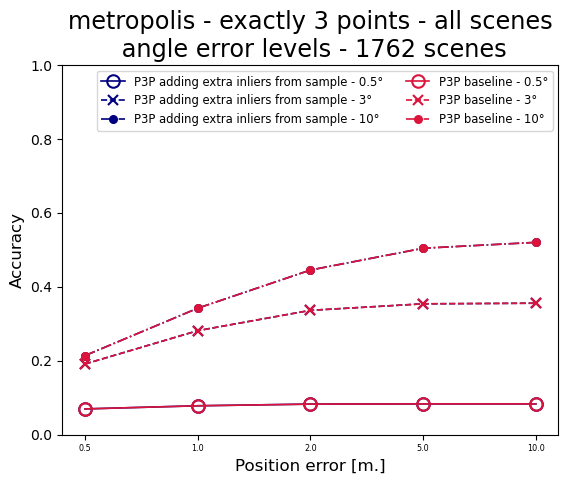 metropolis - exactly 3 points - all scenes
angle error levels - 1762 scenes
P3P adding extra inliers from sample - 0.5°
P3P adding extra inliers from sample - 3°
P3P adding extra inliers from sample - 10°
P3P baseline - 0.5°
P3P baseline - 3°
P3P baseline - 10°
Accuracy
1.0
0.8
0.6
0.4
0.2
0.0
0.5 1.0 2.0 5.0 10.0
Position error [m.]